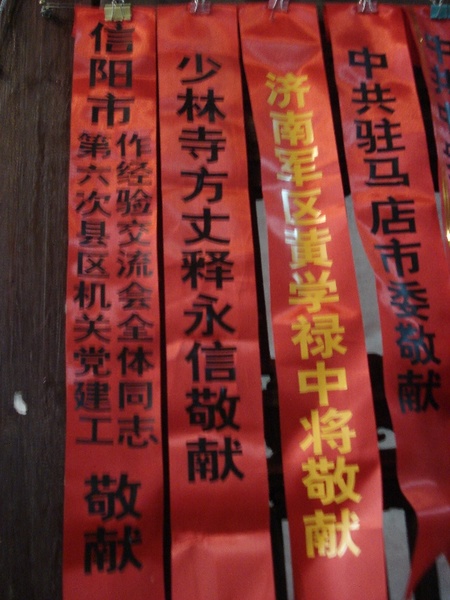 信阳市
第六次县区机关党建工
作经验交流会全体同志
敬献
少林寺方丈释永信敬献
济南军区黄学禄中将敬献
中共驻马店市委敬献